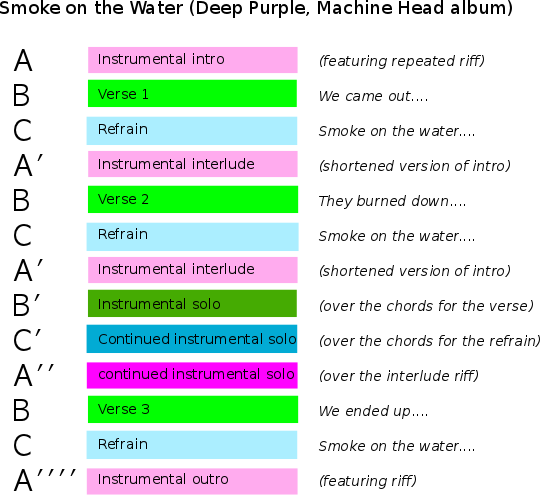 Smoke on the Water (Deep Purple, Machine Head album)
A Instrumental intro (featuring repeated riff)
B Verse 1 We came out....
C Refrain Smoke on the water....
A′ Instrumental interlude (shortened version of intro)
B Verse 2 They burned down....
C Refrain Smoke on the water....
A′ Instrumental interlude (shortened version of intro)
B′ Instrumental solo (over the chords for the verse)
C′ Continued instrumental solo (over the chords for the refrain)
A′′ continued instrumental solo (over the interlude riff)
B Verse 3 We ended up....
C Refrain Smoke on the water....
A′′′′ Instrumental outro (featuring riff)